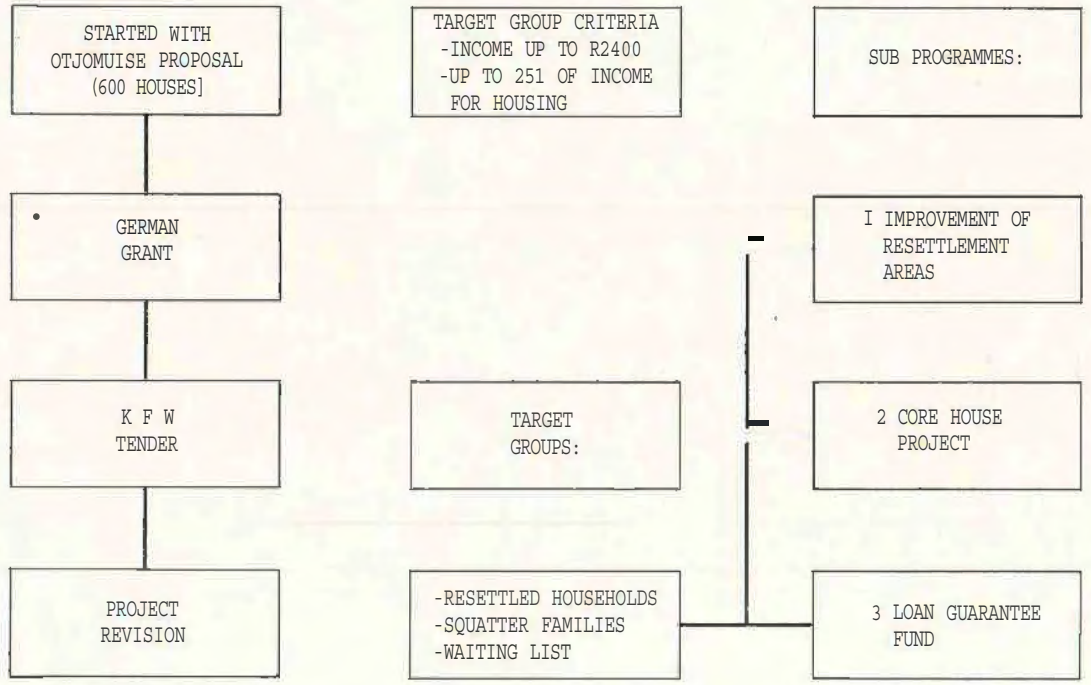 STARTED WITH
OTJOMUISE PROPOSAL
(600 HOUSES]
GERMAN
GRANT
K F W
TENDER
PROJECT
REVISION
TARGET GROUP CRITERIA
-INCOME UP TO R2400
-UP TO 251 OF INCOME
FOR HOUSING
TARGET
GROUPS:
-RESETTLED HOUSEHOLDS
-SQUATTER FAMILIES
-WAITING LIST
SUB PROGRAMMES:
I IMPROVEMENT OF
RESETTLEMENT
AREAS
2 CORE HOUSE
PROJECT
3 LOAN GUARANTEE
FUND